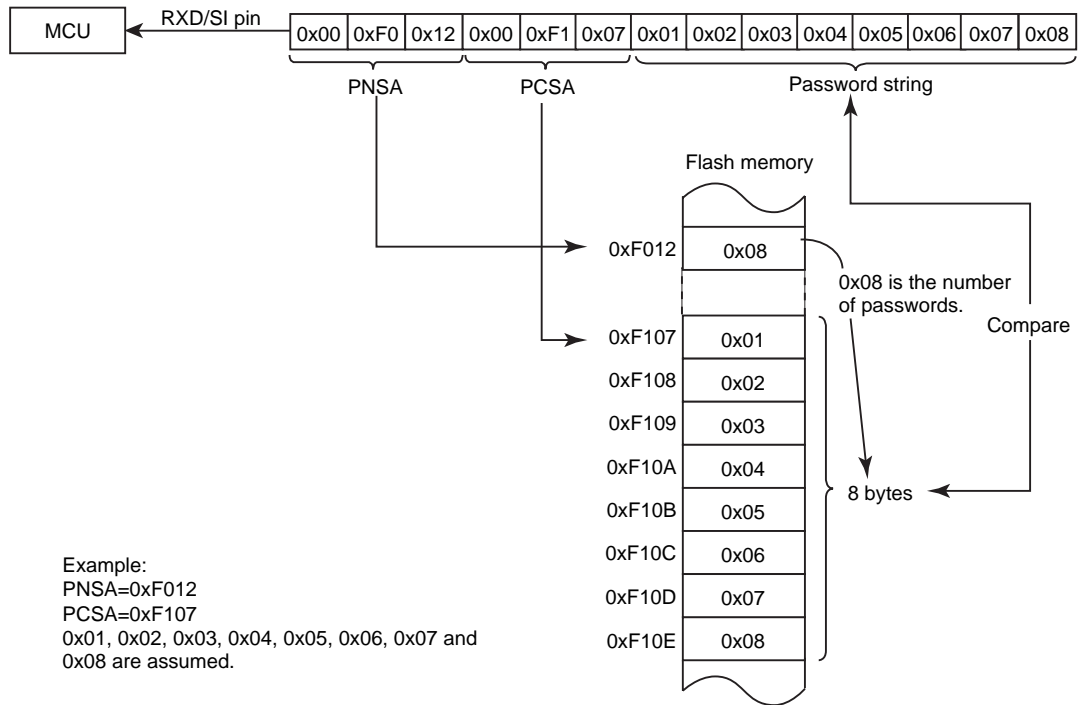 MCU
RXD/SI pin
0x00 0xF0 0x12 0x00 0xF1 0x07 0x01 0x02 0x03 0x04 0x05 0x06 0x07 0x08
PNSA
PCSA
Password string
Flash memory
0xF012
0x08
0x08 is the number
of passwords.
Compare
0xF107 0x01
0xF108 0x02
0xF109 0x03
0xF10A 0x04
0xF10B 0x05
0xF10C 0x06
0xF10D 0x07
0xF10E 0x08
8 bytes
Example:
PNSA=0xF012
PCSA=0xF107
0x01, 0x02, 0x03, 0x04, 0x05, 0x06, 0x07 and
0x08 are assumed.